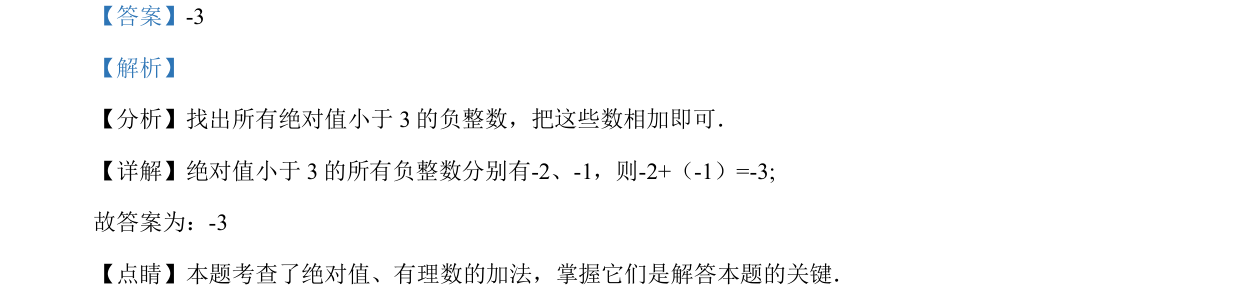 【答案】-3
【解析】
【分析】找出所有绝对值小于 3 的负整数，把这些数相加即可．
【详解】绝对值小于 3 的所有负整数分别有-2、-1，则-2+（-1）=-3;
故答案为：-3
【点睛】本题考查了绝对值、有理数的加法，掌握它们是解答本题的关键．